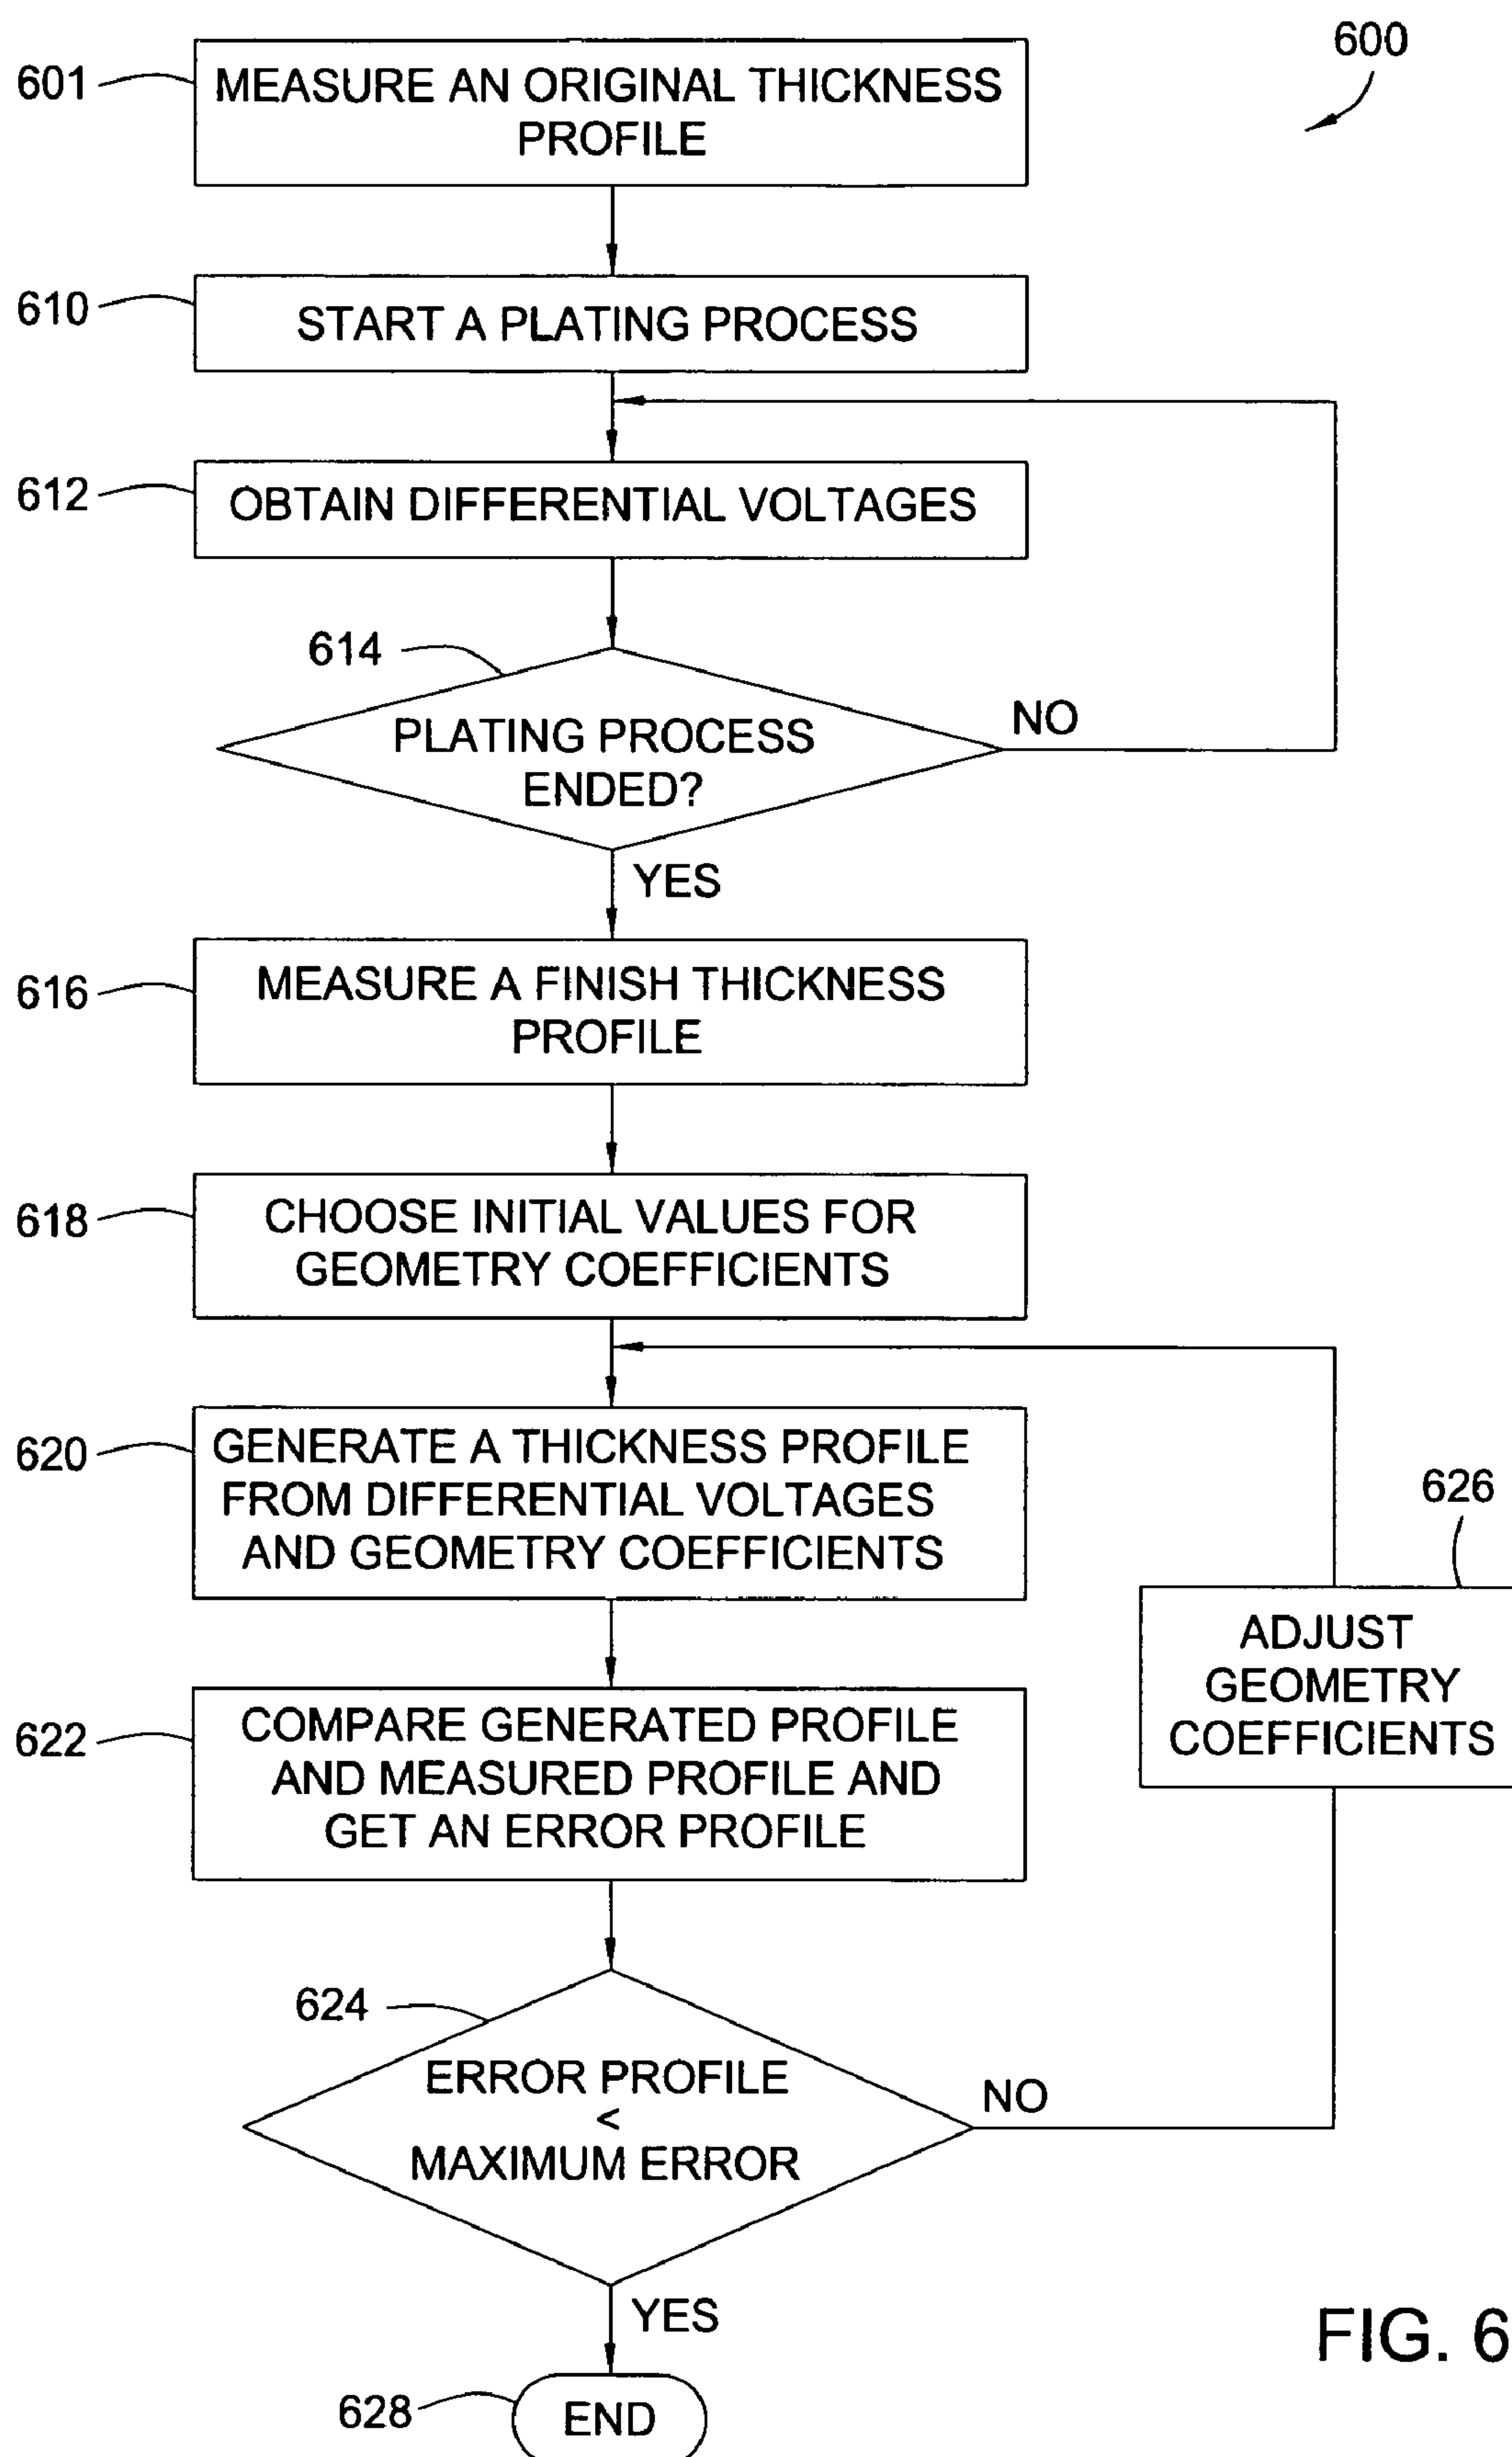 600
601
MEASURE AN ORIGINAL THICKNESS
PROFILE
610
START A PLATING PROCESS
612
OBTAIN DIFFERENTIAL VOLTAGES
614
PLATING PROCESS
ENDED?
NO
YES
616
MEASURE A FINISH THICKNESS
PROFILE
618
CHOOSE INITIAL VALUES FOR
GEOMETRY COEFFICIENTS
620
GENERATE A THICKNESS PROFILE
FROM DIFFERENTIAL VOLTAGES
AND GEOMETRY COEFFICIENTS
626
ADJUST
GEOMETRY
COEFFICIENTS
622
COMPARE GENERATED PROFILE
AND MEASURED PROFILE AND
GET AN ERROR PROFILE
624
ERROR PROFILE
<
MAXIMUM ERROR
NO
YES
628
END
FIG. 6